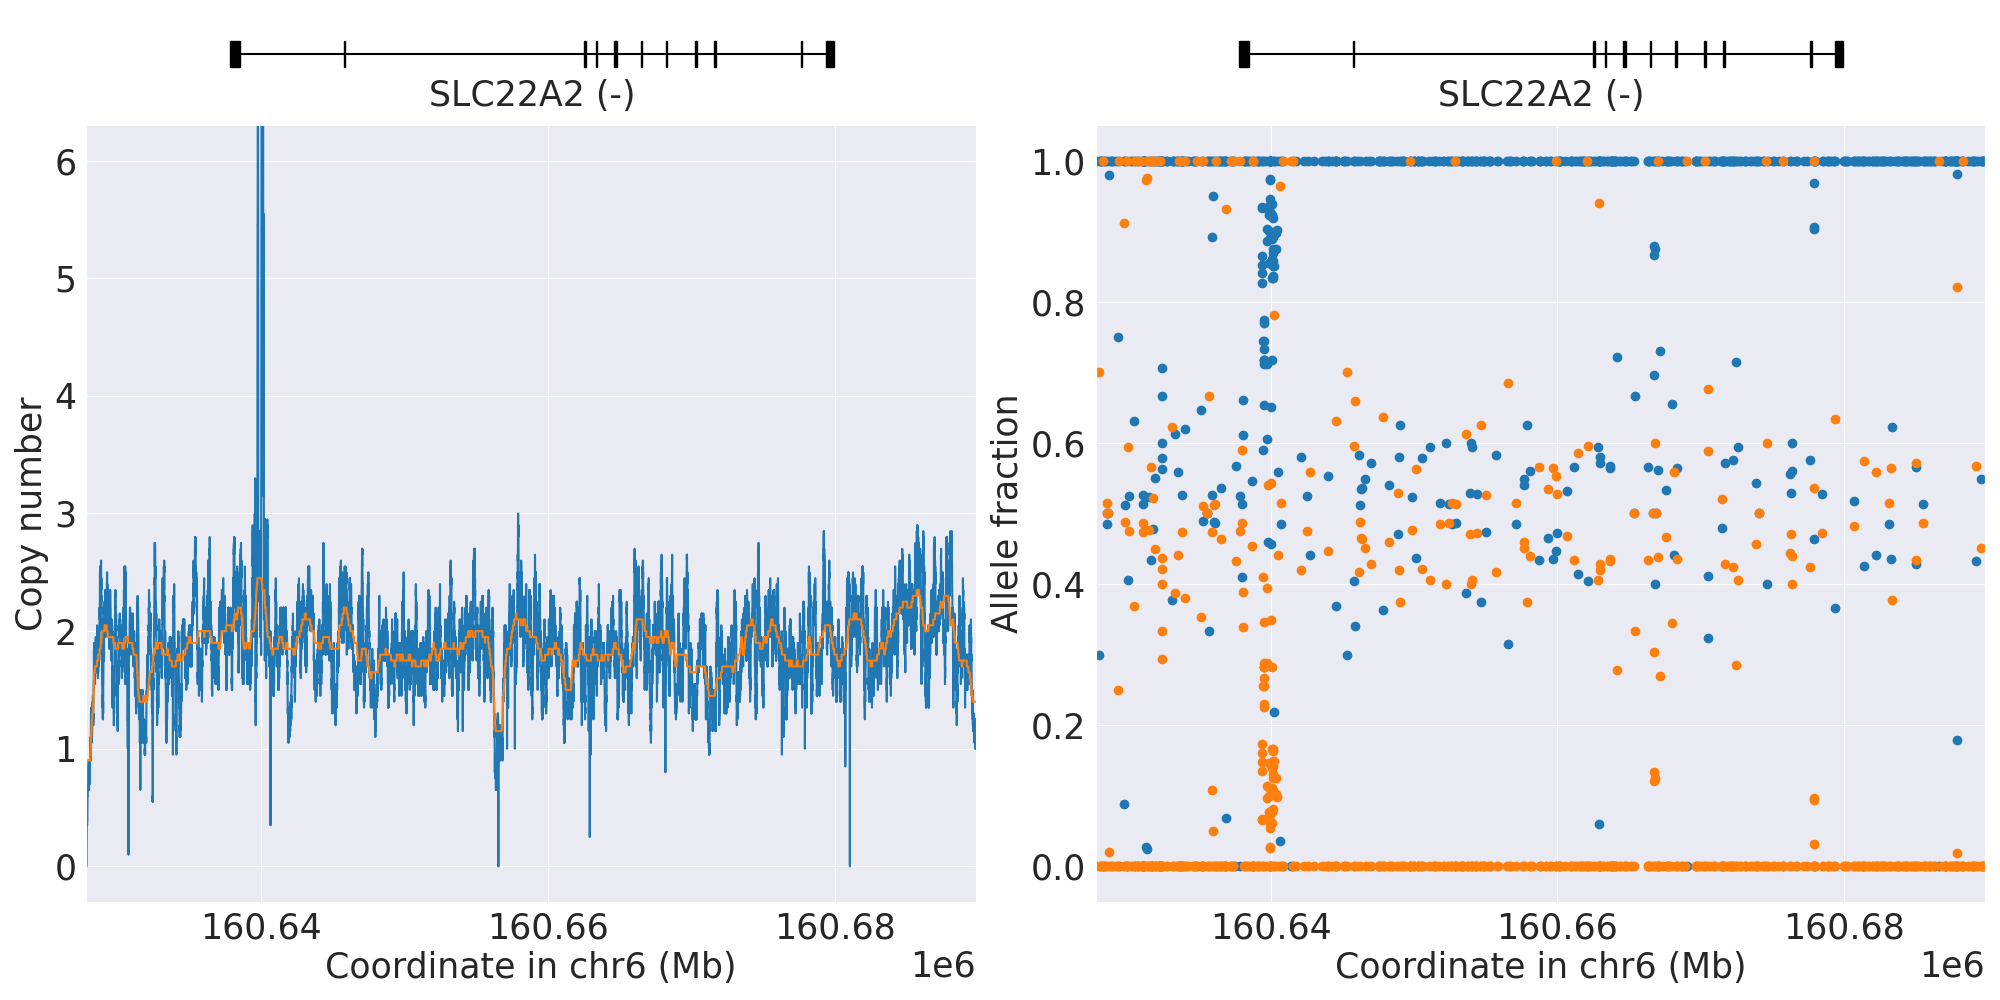 SLC22A2 (-)
Copy number
6
5
4
3
2
1
0
160.64
160.66
160.68
Coordinate in chr6 (Mb)
1e6
SLC22A2 (-)
Allele fraction
1.0
0.8
0.6
0.4
0.2
0.0
160.64
160.66
160.68
Coordinate in chr6 (Mb)
1e6